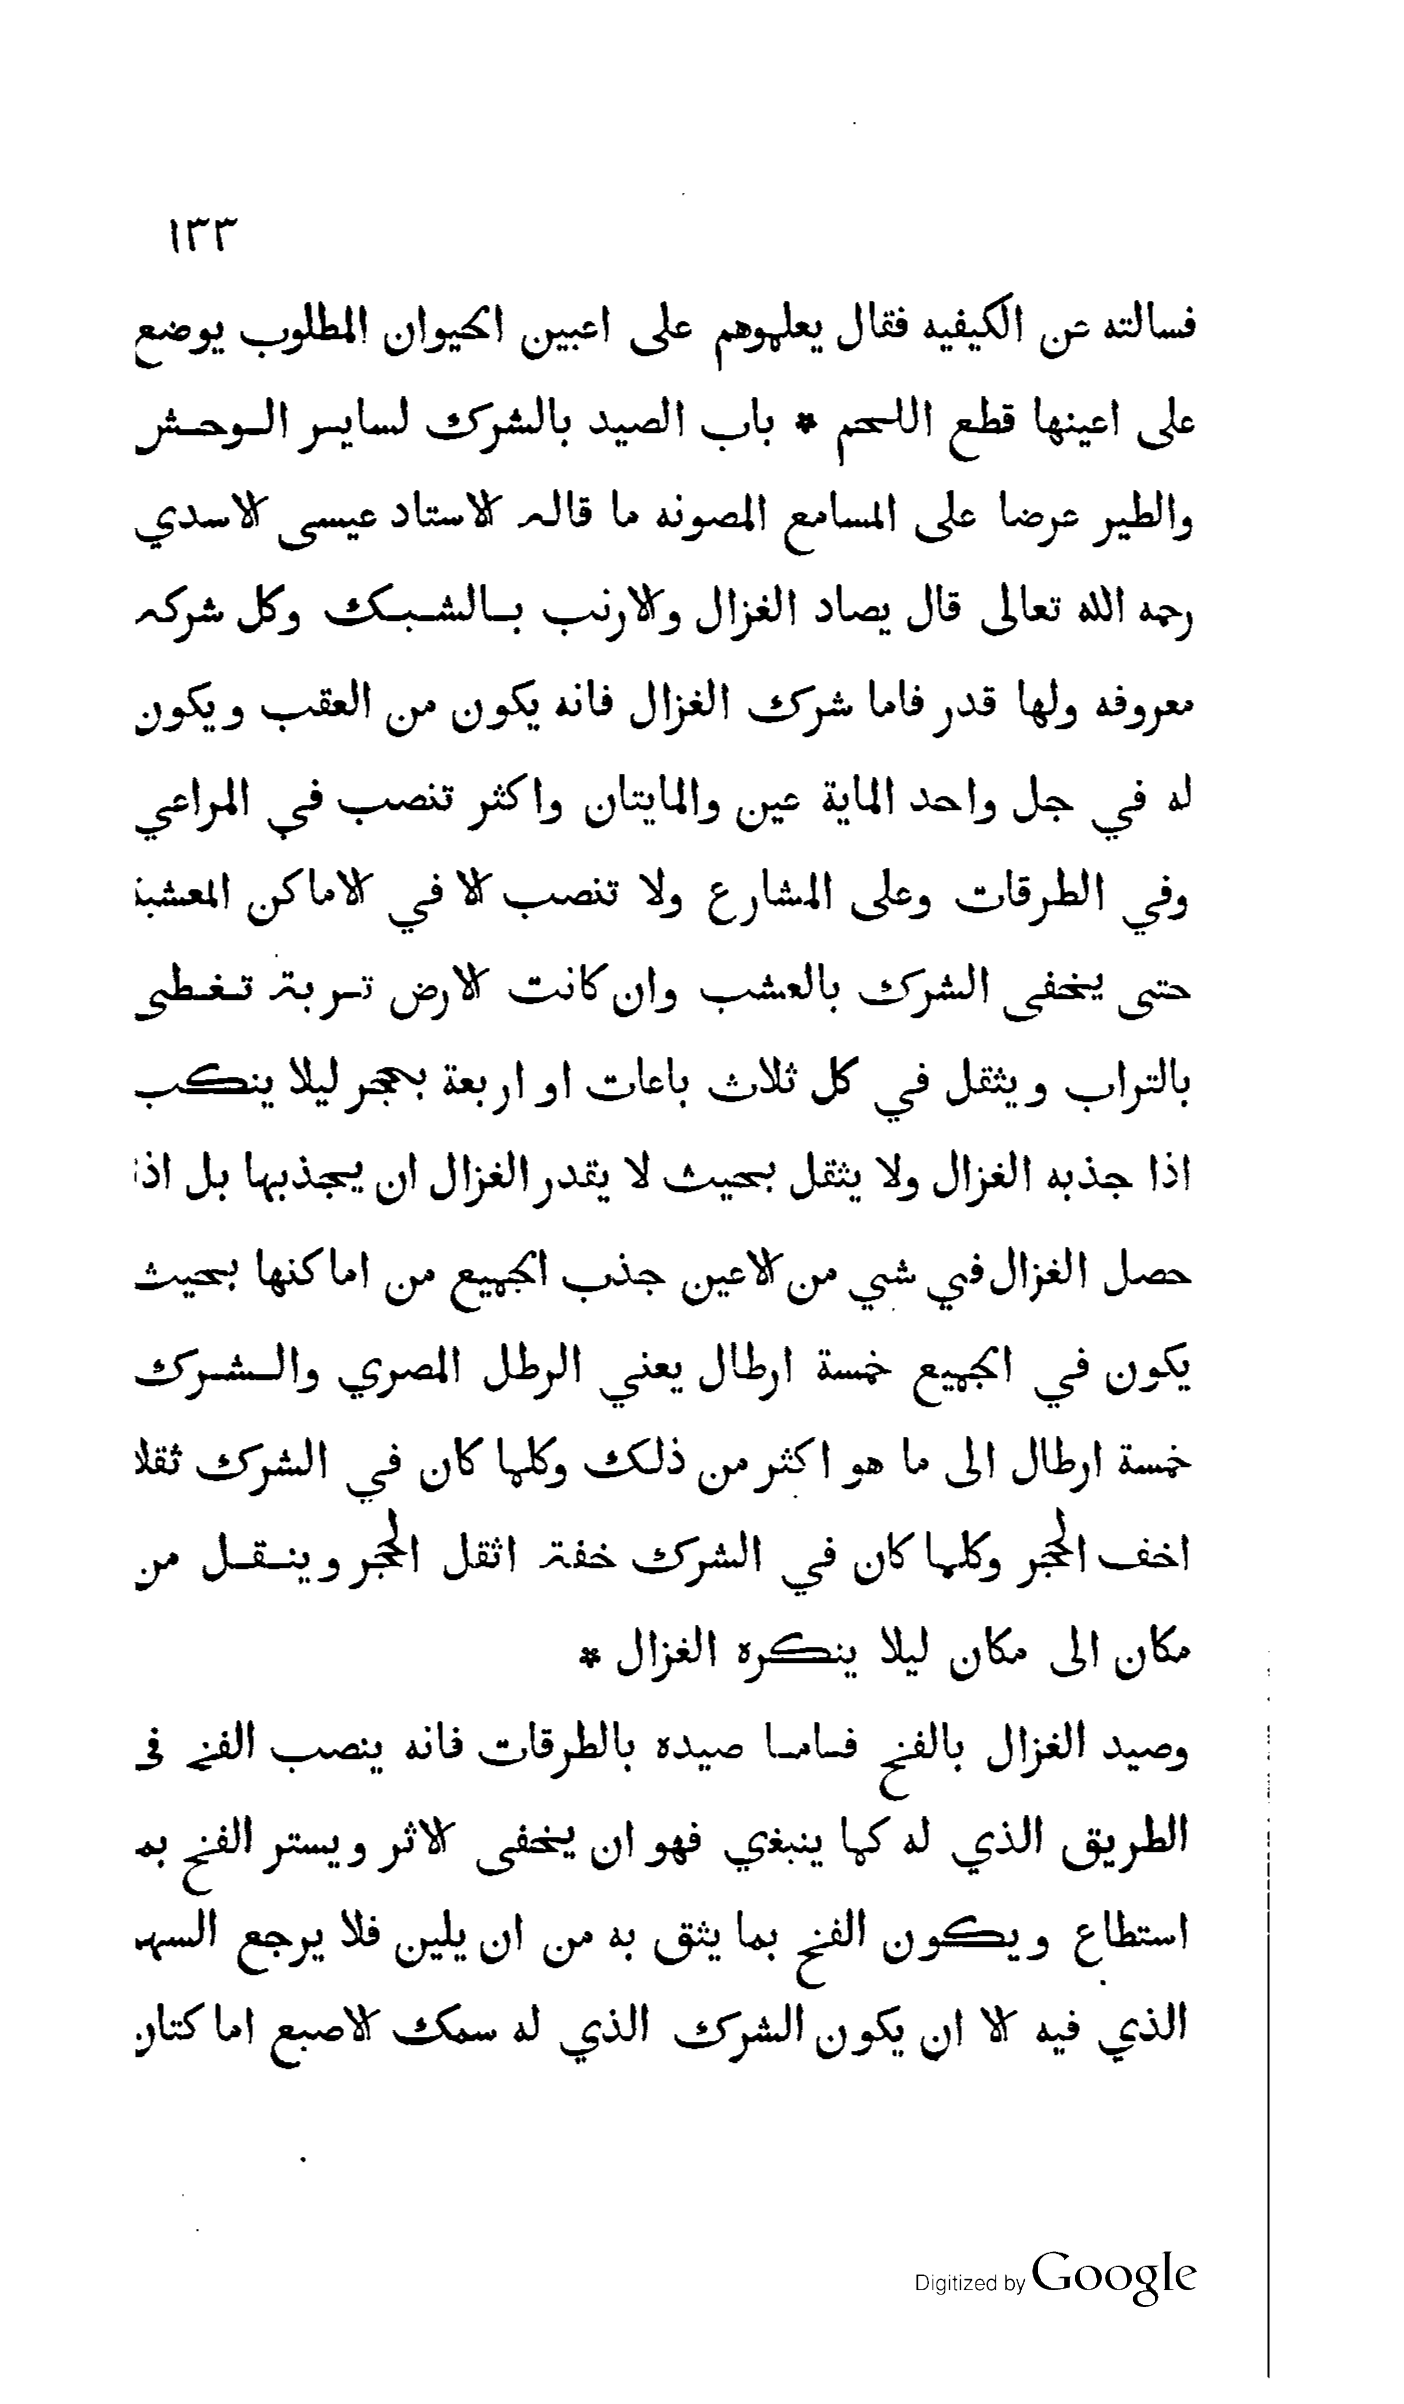 ١٣٣
فسالته عن الكيفيه فقال يعلموهم على اعيين الحيوان المطلوب يوضع
على اعينها قطع اللحم * باب الصيد بالشرك لساير الوحش
والطير عرضا على المسامع المصونه ما قاله الاستاد عيسى الاسدي
رحمه الله تعالى قال يصاد الغزال والارنب بالشبك وكل شركه
معروفه ولها قدر فاما شرك الغزال فانه يكون من العقب ويكون
له في جل واحد الماية عين والمايتان واكثر تنصب في المراعي
وفي الطرقات وعلى المشارع ولا تنصب الا في الاماكن المعشبة
حتى يخفى الشرك بالعشب وان كانت الارض تربة تغطى
بالتراب ويثقل في كل ثلاث باعات او اربعة بحجر ليلا ينكب
اذا جذبه الغزال ولا يثقل بحيث لا يقدر الغزال ان يجذبها بل اذا
حصل الغزال في شي من الاعين جذب الجميع من اماكنها بحيث
يكون في الجميع خمسة ارطال يعني الرطل المصري والشرك
خمسة ارطال الى ما هو اكثر من ذلك وكلما كان في الشرك ثقلا
اخف الحجر وكلما كان في الشرك خفة اثقل الحجر وينقل من
مكان الى مكان ليلا ينكره الغزال *
وصيد الغزال بالفخ فاما صيده بالطرقات فانه ينصب الفخ في
الطريق الذي له كما ينبغي فهو ان يخفى الاثر ويستر الفخ بما
استطاع ويكون الفخ بما يثق به من ان يلين فلا يرجع السهم
الذي فيه الا ان يكون الشرك الذي له سمك الاصبع اما كتان
Digitized by Google